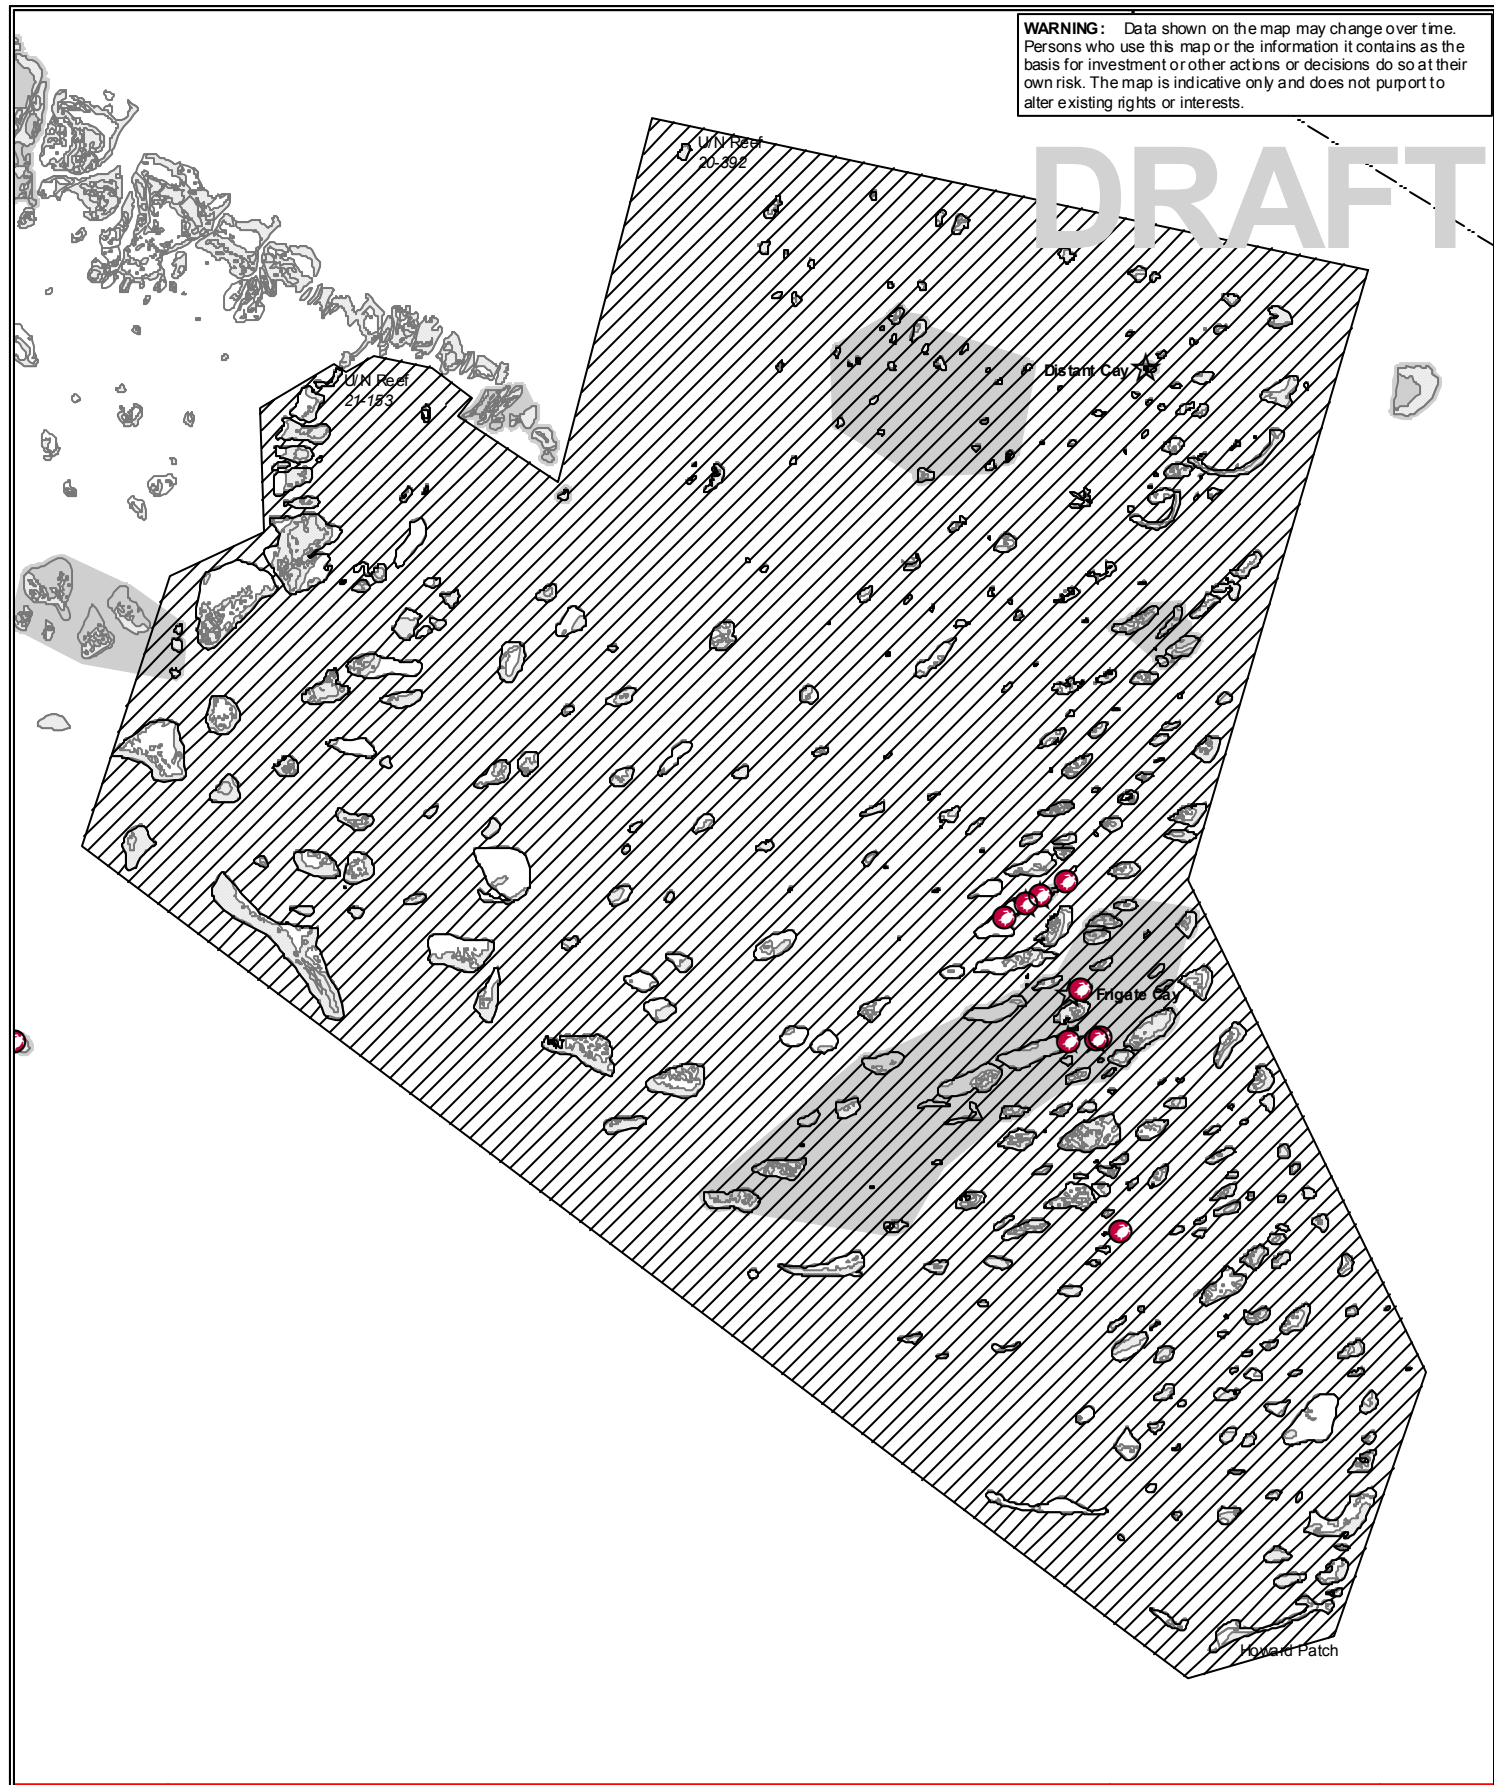 WARNING: Data shown on the map may change over time.
Persons who use this map or the information it contains as the
basis for investment or other actions or decisions do so at their
own risk. The map is indicative only and does not purport to
alter existing rights or interests.
DRAFT
U/N Reef
20-392
Distant Cay
U/N Reef
21-153
Frigate Cay
Howard Patch